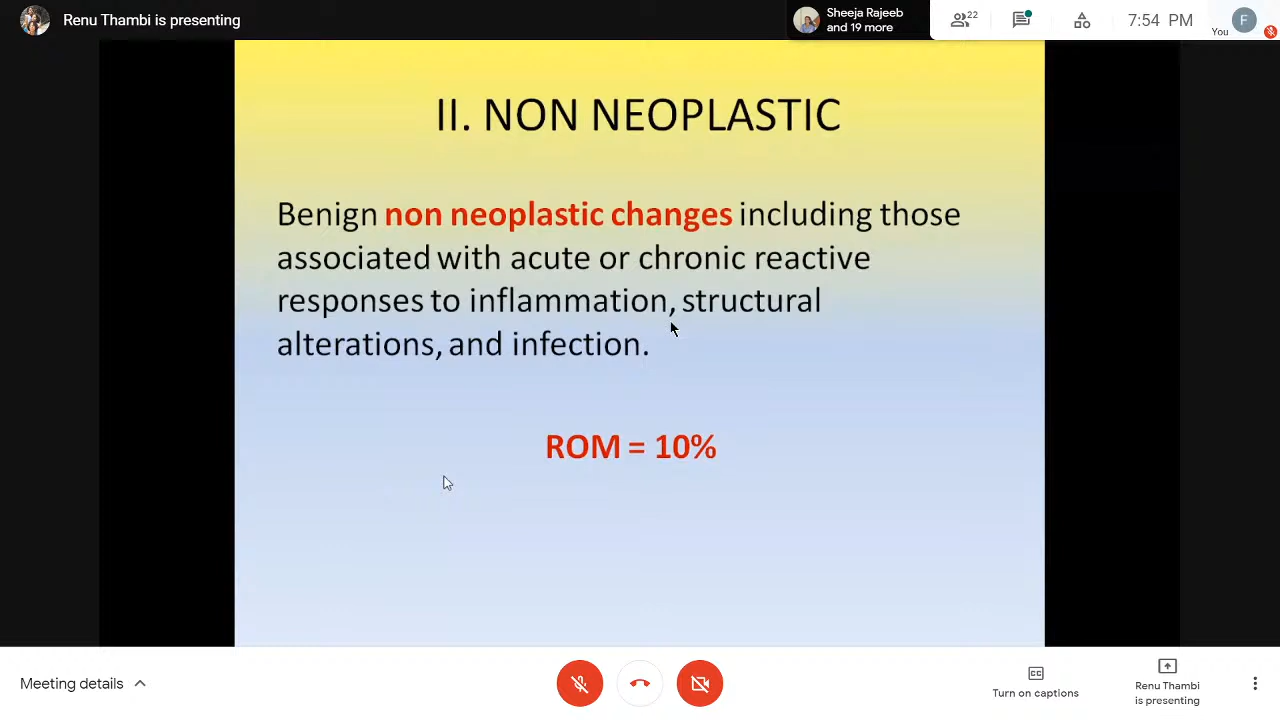 Renu Thambi is presenting
Sheeja Rajeeb
and 19 more
22
7:54 PM
You
F
II. NON NEOPLASTIC
Benign non neoplastic changes including those
associated with acute or chronic reactive
responses to inflammation, structural
alterations, and infection.
ROM = 10%
Meeting details
CC
Turn on captions
Renu Thambi
is presenting